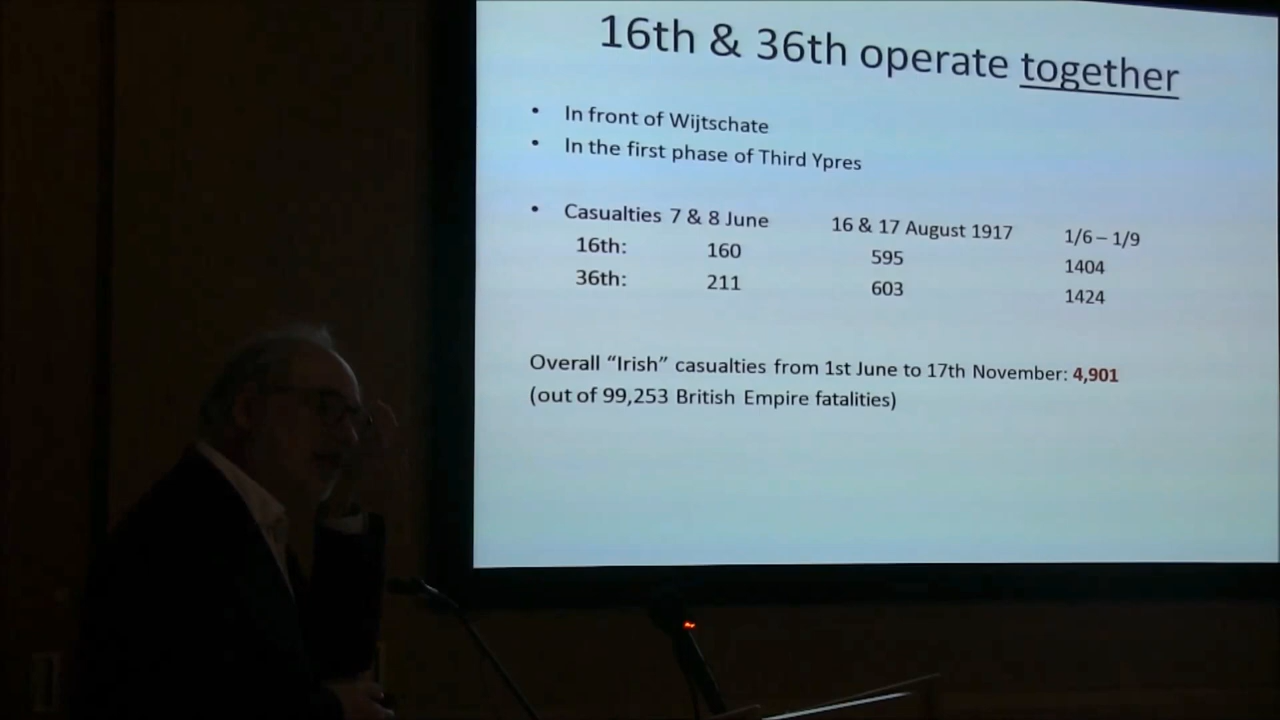 16th & 36th operate together
• In front of Wijtschate
• In the first phase of Third Ypres
• Casualties 7 & 8 June 16 & 17 August 1917 1/6 – 1/9
16th: 160 595 1404
36th: 211 603 1424
Overall “Irish” casualties from 1st June to 17th November: 4,901
(out of 99,253 British Empire fatalities)